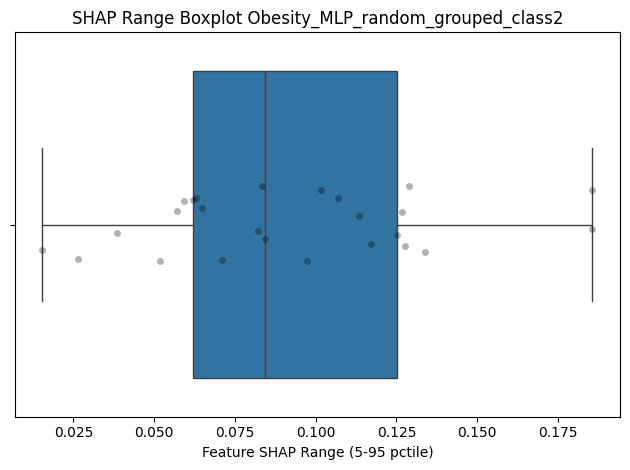 SHAP Range Boxplot Obesity_MLP_random_grouped_class2
0.025 0.050 0.075 0.100 0.125 0.150 0.175
Feature SHAP Range (5-95 pctile)